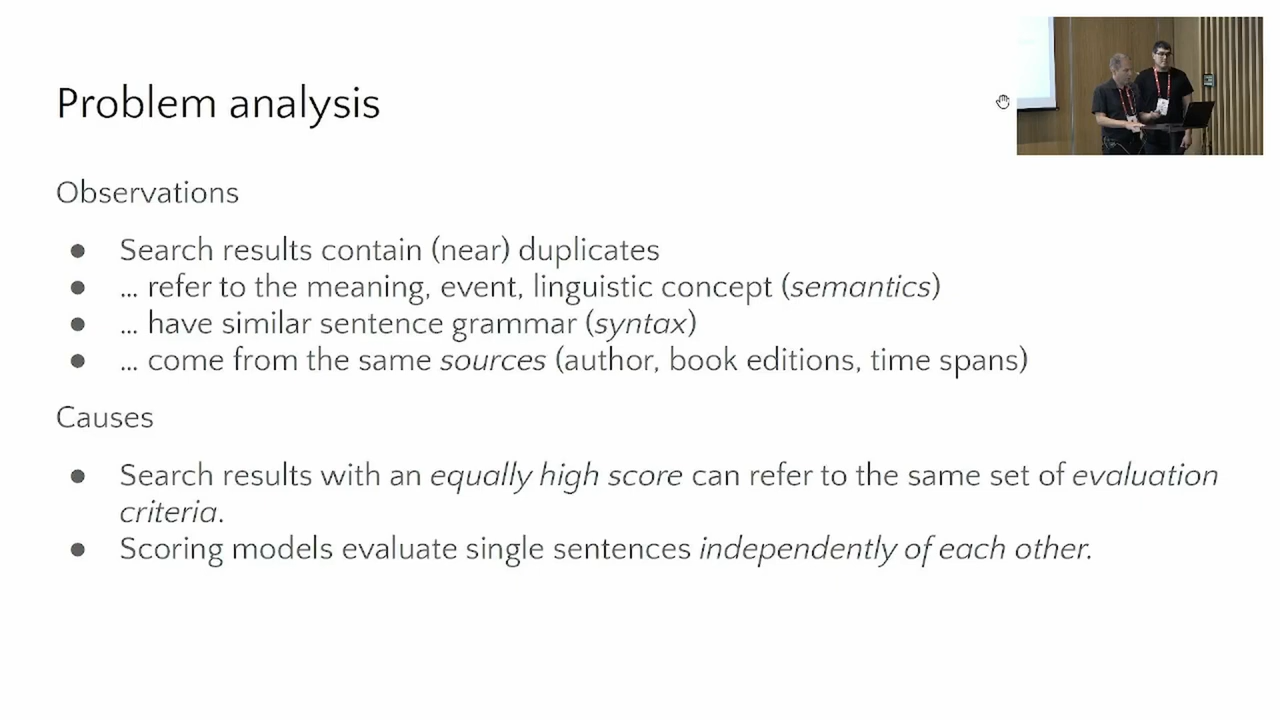 Problem analysis
Observations
● Search results contain (near) duplicates
● ... refer to the meaning, event, linguistic concept (semantics)
● ... have similar sentence grammar (syntax)
● ... come from the same sources (author, book editions, time spans)
Causes
● Search results with an equally high score can refer to the same set of evaluation
criteria.
● Scoring models evaluate single sentences independently of each other.